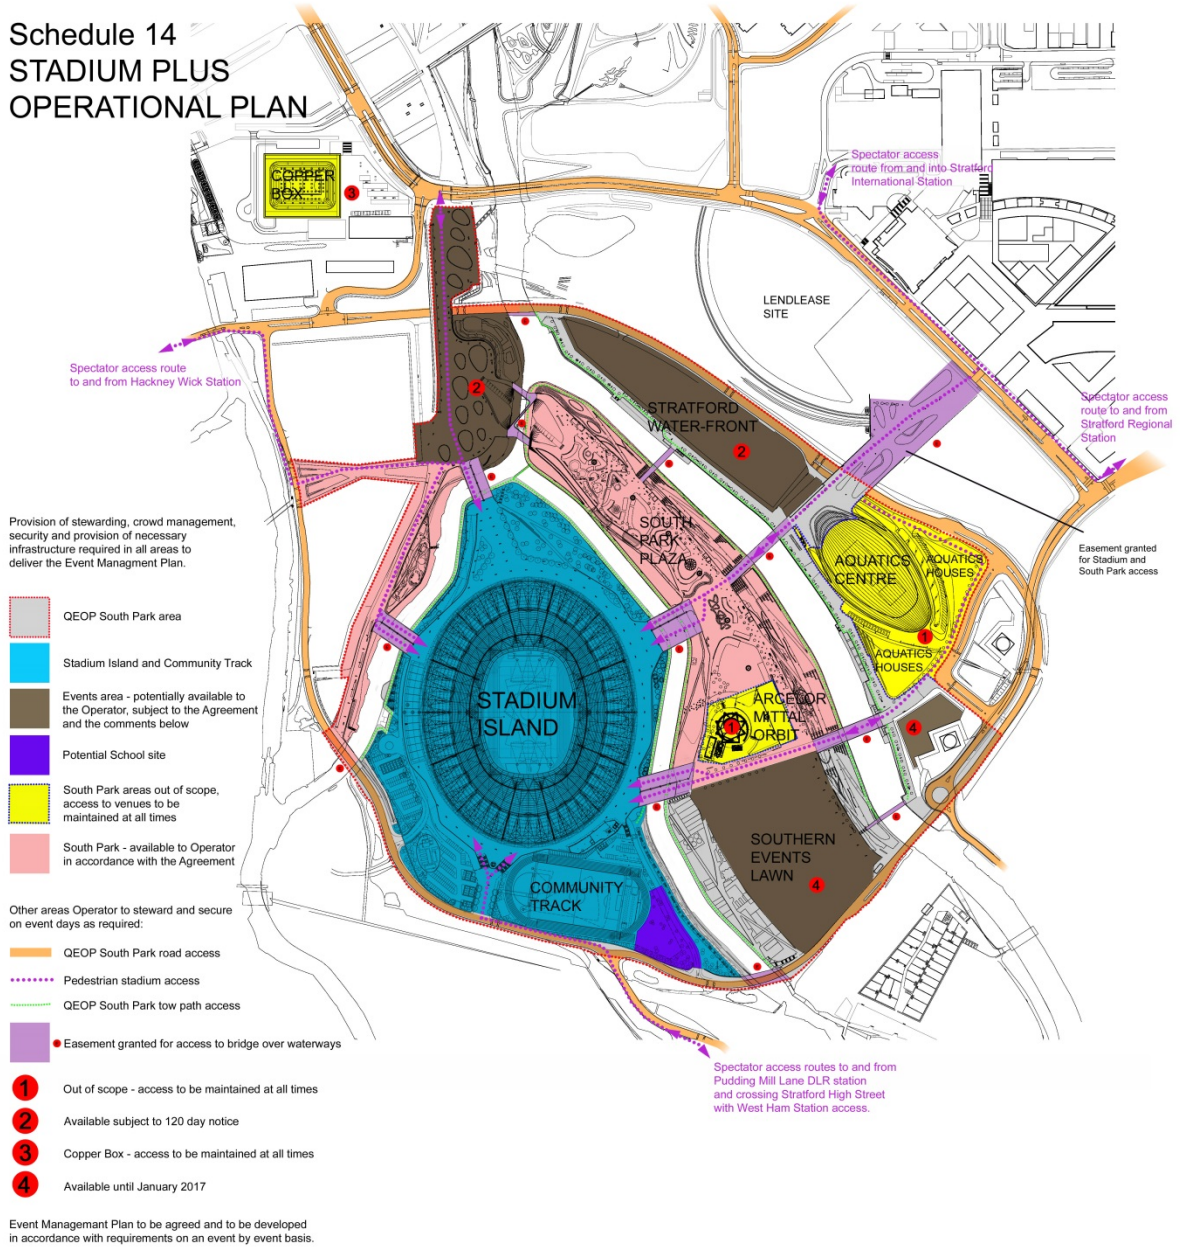 Schedule 14
STADIUM PLUS
OPERATIONAL PLAN
COPPER
BOX
3
Spectator access
route from and into Stratford
International Station
LENDLEASE
SITE
Spectator access route
to and from Hackney Wick Station
2
STRATFORD
WATER-FRONT
2
Spectator access
route to and from
Stratford Regional
Station
SOUTH
PARK
PLAZA
AQUATICS
CENTRE
AQUATICS
HOUSES
Easement granted
for Stadium and
South Park access
1
AQUATICS
HOUSES
STADIUM
ISLAND
ARCELOR
MITTAL
ORBIT
1
4
SOUTHERN
EVENTS
LAWN
4
COMMUNITY
TRACK
Spectator access routes to and from
Pudding Mill Lane DLR station
and crossing Stratford High Street
with West Ham Station access.
Provision of stewarding, crowd management,
security and provision of necessary
infrastructure required in all areas to
deliver the Event Managment Plan.
QEOP South Park area
Stadium Island and Community Track
Events area - potentially available to
the Operator, subject to the Agreement
and the comments below
Potential School site
South Park areas out of scope,
access to venues to be
maintained at all times
South Park - available to Operator
in accordance with the Agreement
Other areas Operator to steward and secure
on event days as required:
QEOP South Park road access
Pedestrian stadium access
QEOP South Park tow path access
Easement granted for access to bridge over waterways
1 Out of scope - access to be maintained at all times
2 Available subject to 120 day notice
3 Copper Box - access to be maintained at all times
4 Available until January 2017
Event Managemant Plan to be agreed and to be developed
in accordance with requirements on an event by event basis.